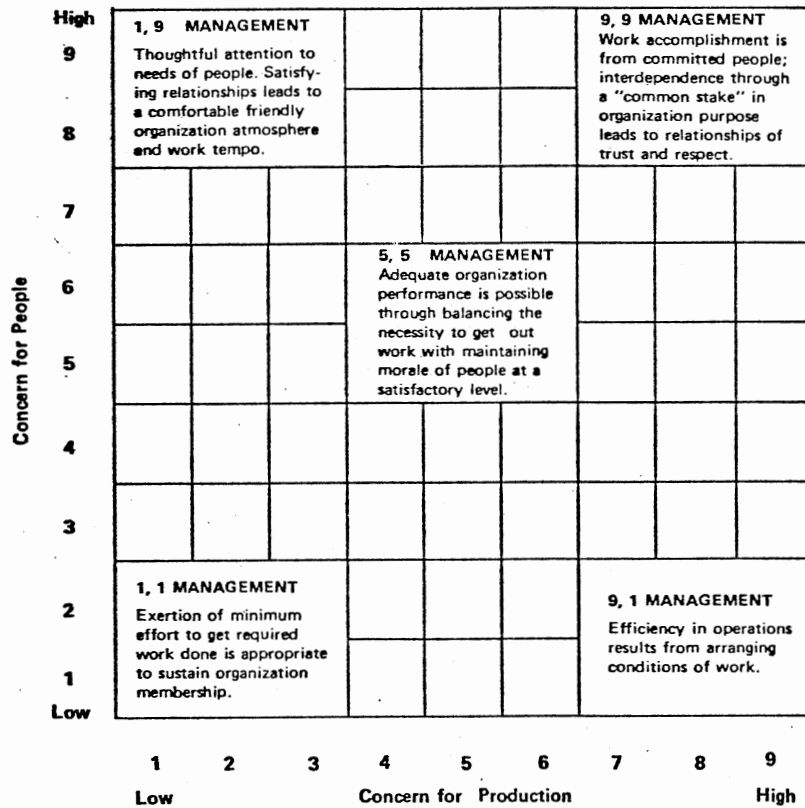 High
9
8
7
6
5
4
3
2
1
Low
Concern for People
1, 9 MANAGEMENT
Thoughtful attention to
needs of people. Satisfy-
ing relationships leads to
a comfortable friendly
organization atmosphere
and work tempo.
9, 9 MANAGEMENT
Work accomplishment is
from committed people;
interdependence through
a "common stake" in
organization purpose
leads to relationships of
trust and respect.
5, 5 MANAGEMENT
Adequate organization
performance is possible
through balancing the
necessity to get out
work with maintaining
morale of people at a
satisfactory level.
1, 1 MANAGEMENT
Exertion of minimum
effort to get required
work done is appropriate
to sustain organization
membership.
9, 1 MANAGEMENT
Efficiency in operations
results from arranging
conditions of work.
1 2 3 4 5 6 7 8 9
Low Concern for Production High